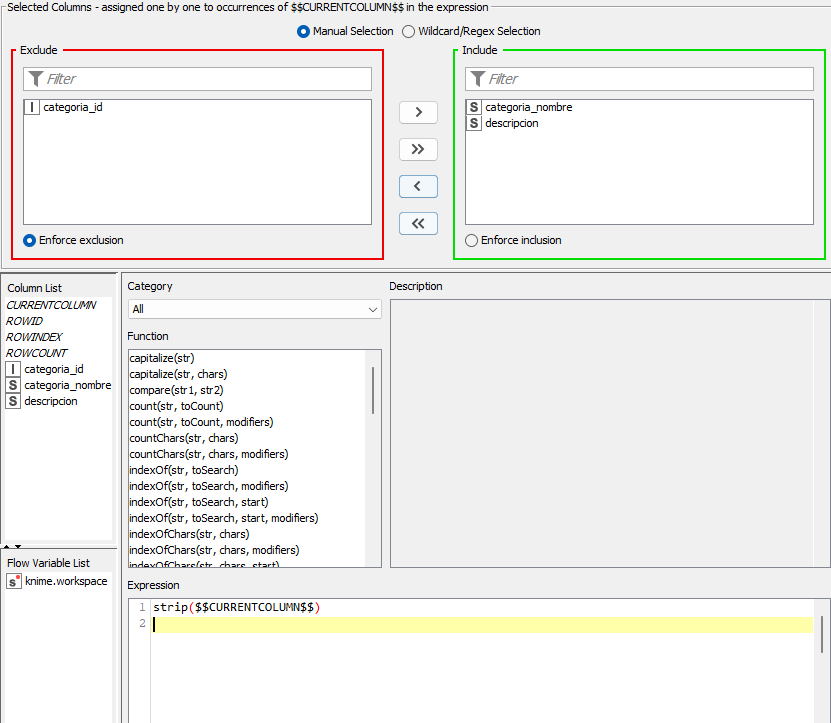 Selected Columns - assigned one by one to occurrences of $$CURRENTCOLUMN$$ in the expression
Manual Selection Wildcard/Regex Selection
Exclude
Filter
I categoria_id
Enforce exclusion
>
>>
<
<<
Include
Filter
S categoria_nombre
S descripcion
Enforce inclusion
Column List
CURRENTCOLUMN
ROWID
ROWINDEX
ROWCOUNT
I categoria_id
S categoria_nombre
S descripcion
Flow Variable List
s knime.workspace
Category
All
Function
capitalize(str)
capitalize(str, chars)
compare(str1, str2)
count(str, toCount)
count(str, toCount, modifiers)
countChars(str, chars)
countChars(str, chars, modifiers)
indexOf(str, toSearch)
indexOf(str, toSearch, modifiers)
indexOf(str, toSearch, start)
indexOf(str, toSearch, start, modifiers)
indexOfChars(str, chars)
indexOfChars(str, chars, modifiers)
indexOfChars(str, chars, start)
Description
Expression
1 strip($$CURRENTCOLUMN$$)
2